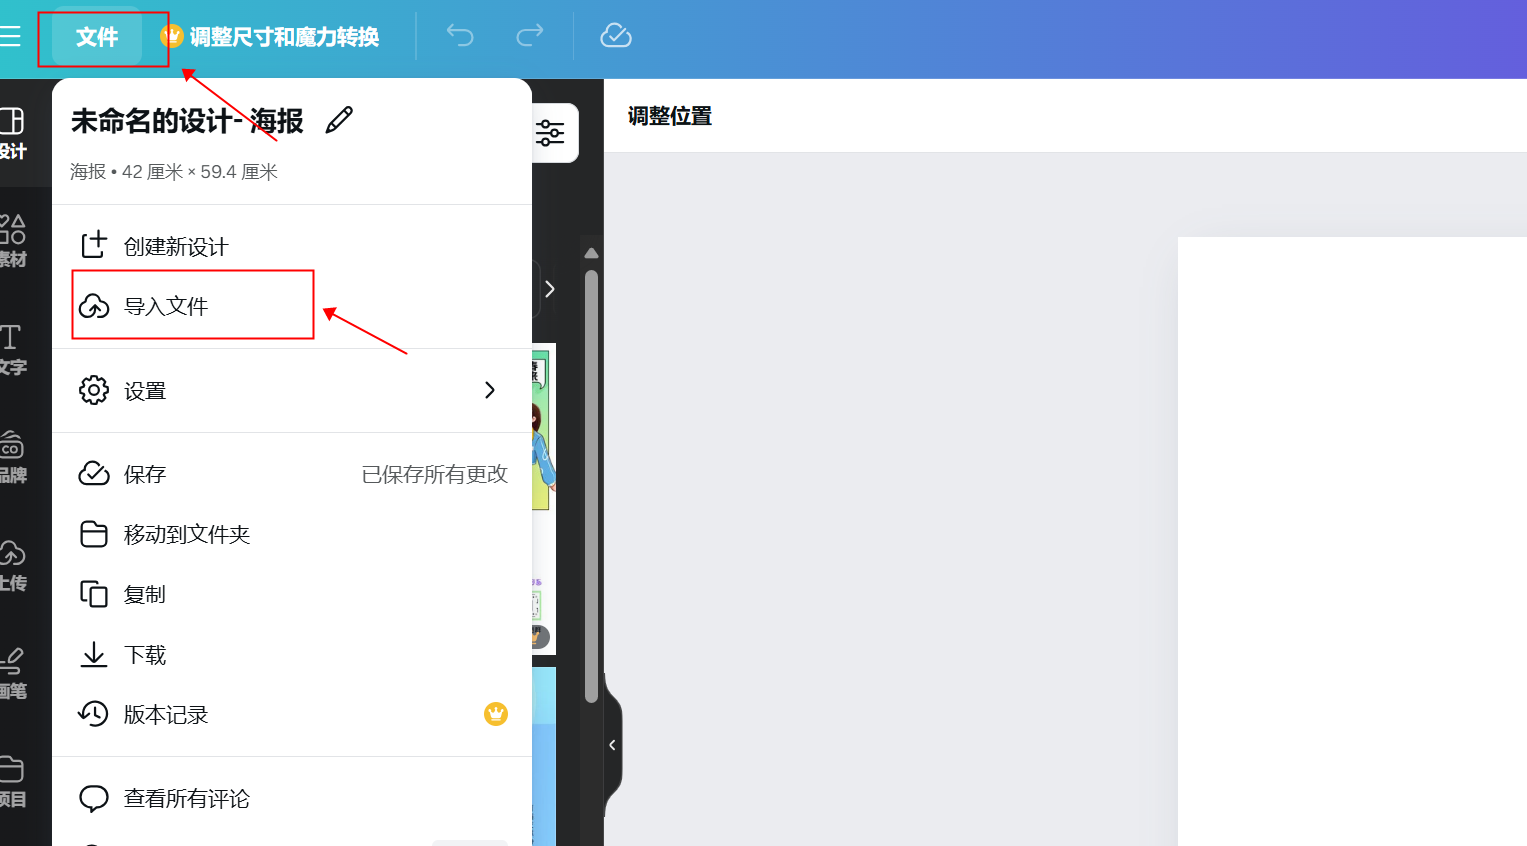 文件
调整尺寸和魔力转换
未命名的设计- 海报
海报 • 42 厘米 × 59.4 厘米
调整位置
设计
素材
文字
品牌
上传
画笔
项目
创建新设计
导入文件
设置
保存
已保存所有更改
移动到文件夹
复制
下载
版本记录
查看所有评论